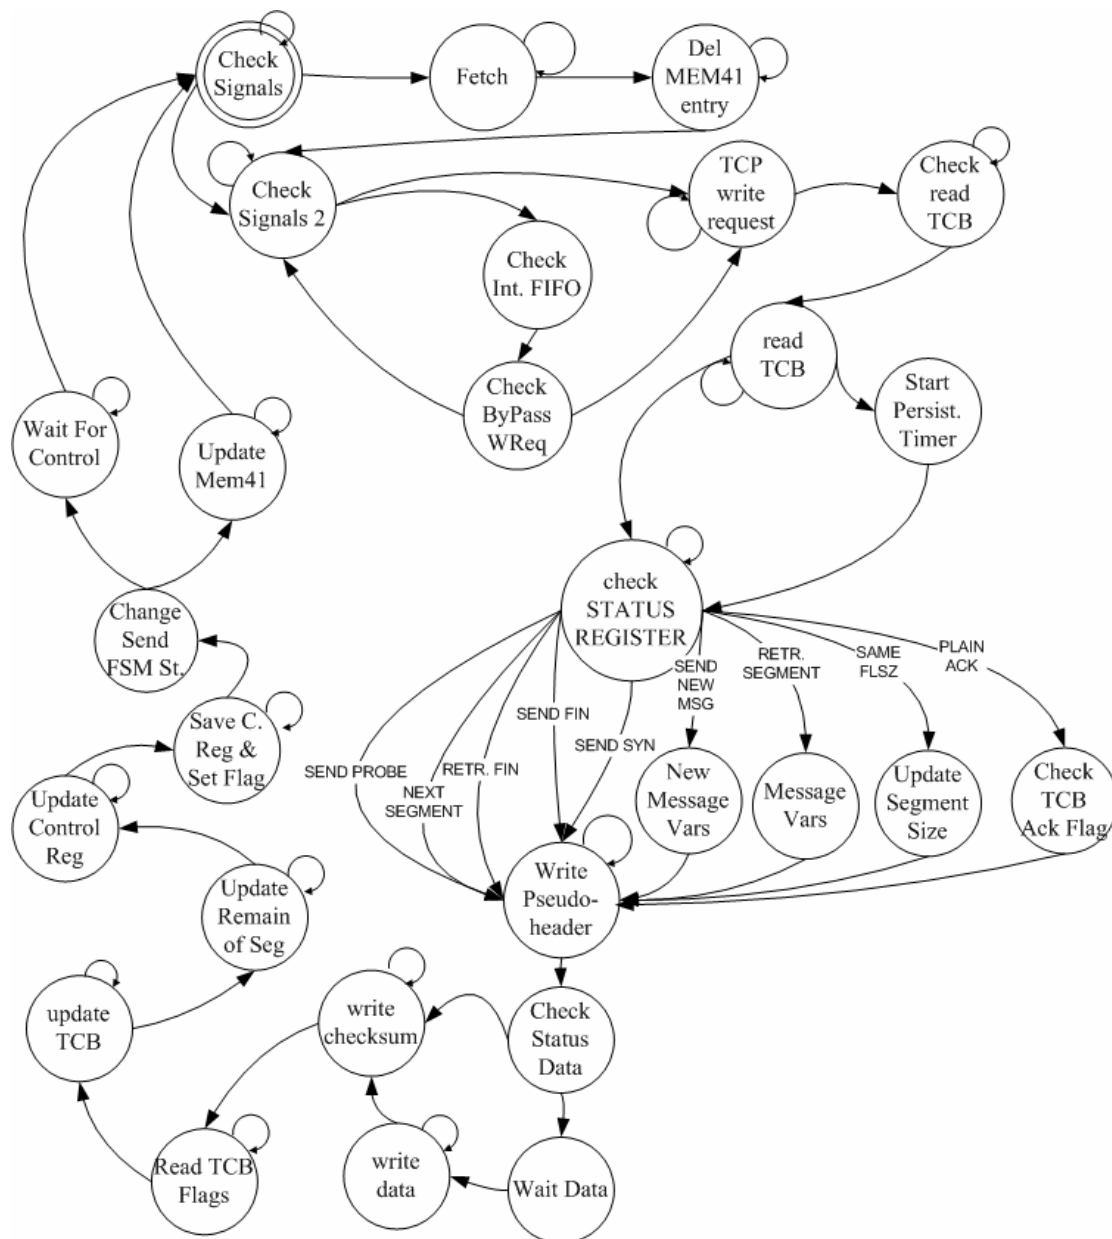 Check
Signals
Fetch
Del
MEM41
entry
Check
Signals 2
TCP
write
request
Check
read
TCB
Check
Int. FIFO
read
TCB
Start
Persist.
Timer
Check
ByPass
WReq
Wait For
Control
Update
Mem41
check
STATUS
REGISTER
Change
Send
FSM St.
PLAIN
ACK
SAME
FLSZ
RETR.
SEGMENT
SEND
NEW
MSG
SEND FIN
SEND SYN
SEND PROBE
RETR. FIN
NEXT
SEGMENT
Save C.
Reg &
Set Flag
New
Message
Vars
Message
Vars
Update
Segment
Size
Check
TCB
Ack Flag
Update
Control
Reg
Write
Pseudo-
header
Update
Remain
of Seg
update
TCB
write
checksum
Check
Status
Data
Read TCB
Flags
write
data
Wait Data